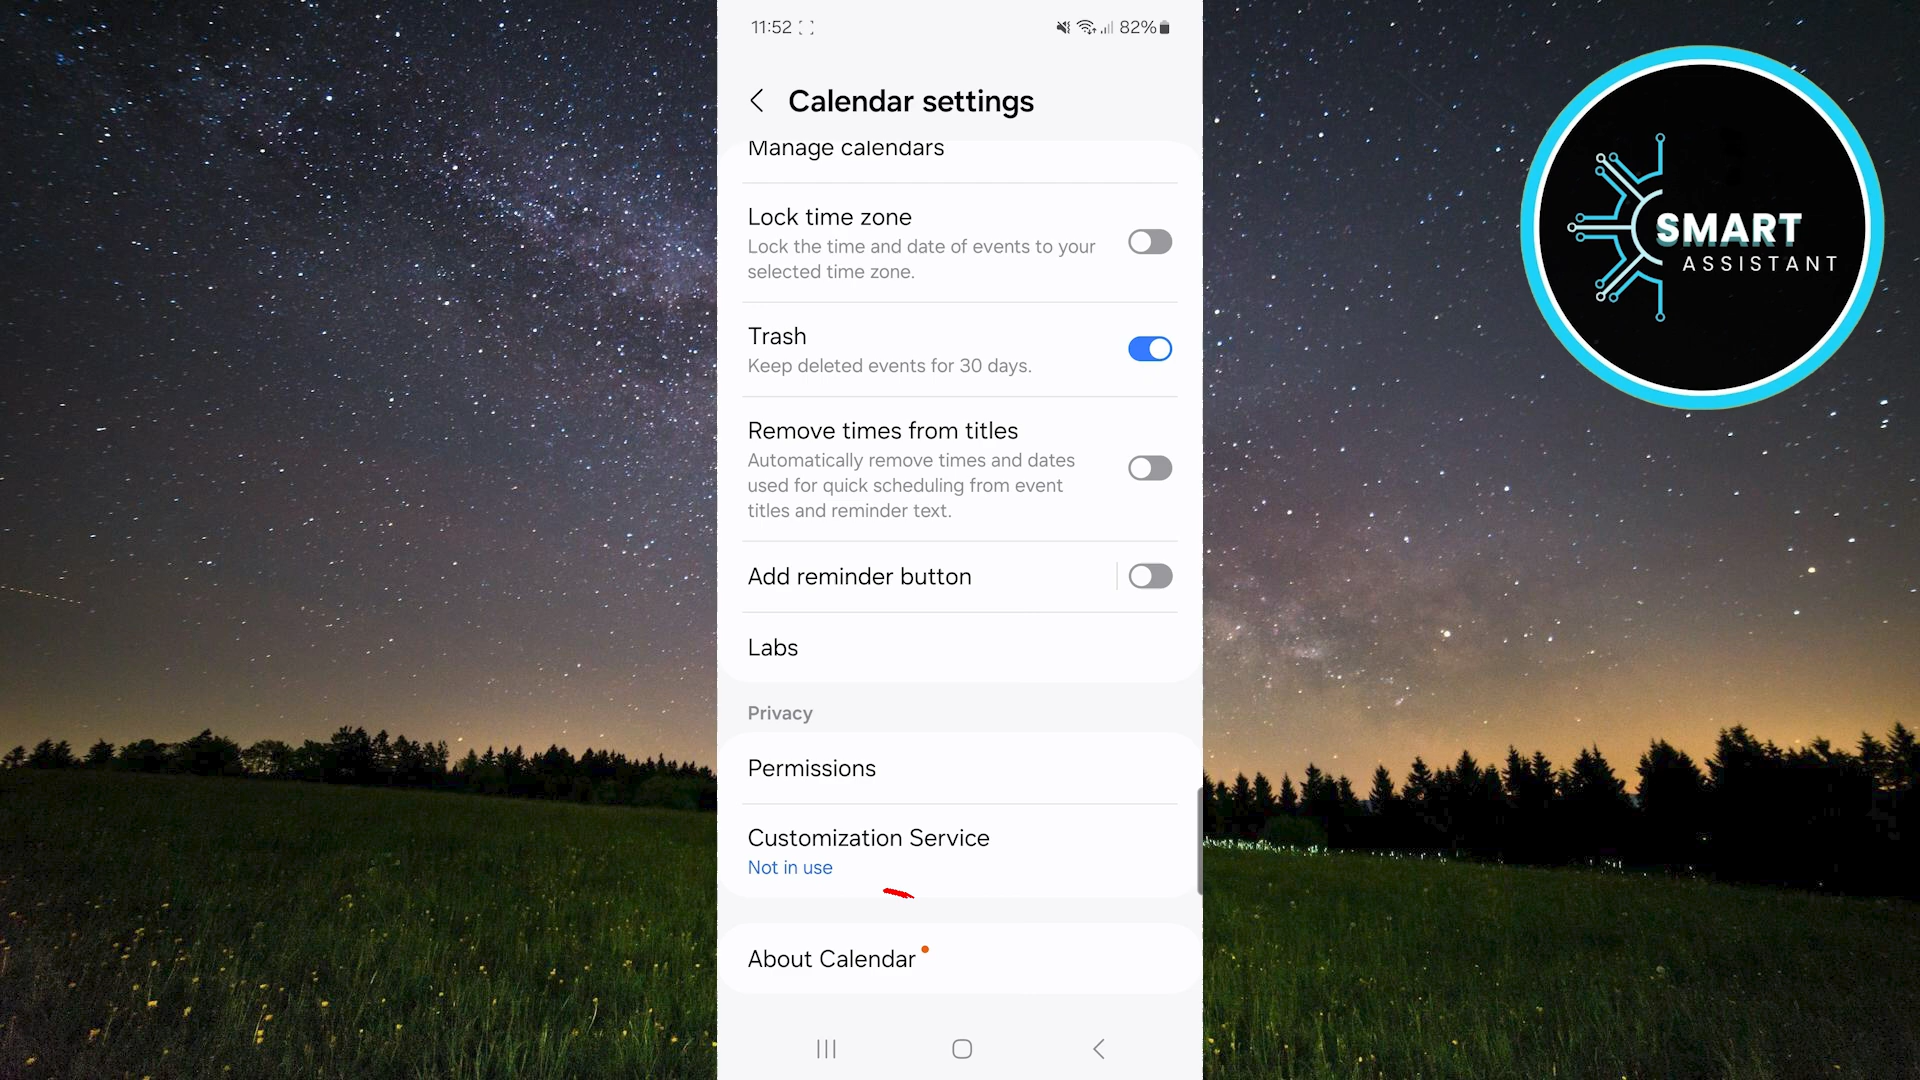 11:52
82%
Calendar settings
Manage calendars
Lock time zone
Lock the time and date of events to your
selected time zone.
Trash
Keep deleted events for 30 days.
Remove times from titles
Automatically remove times and dates
used for quick scheduling from event
titles and reminder text.
Add reminder button
Labs
Privacy
Permissions
Customization Service
Not in use
About Calendar
SMART
ASSISTANT